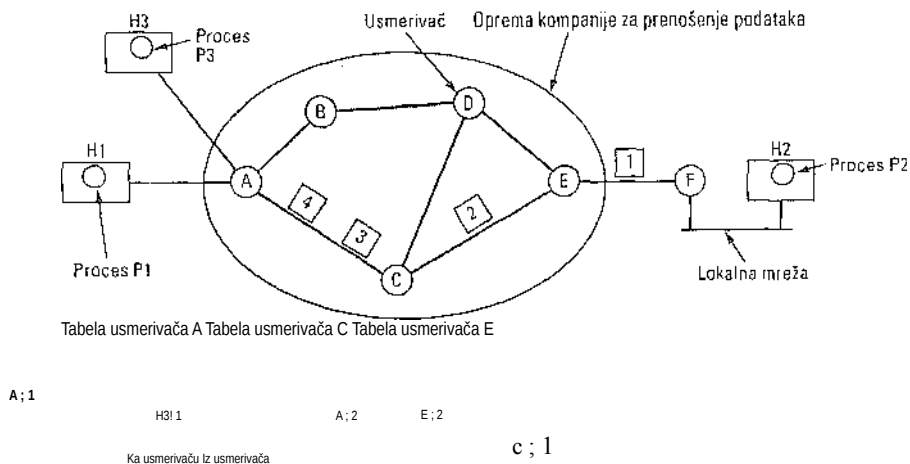 H3
Proces
P3
Usmerivač
Oprema kompanije za prenošenje podataka
B
D
H1
A
E
1
F
H2
Proces P2
4
3
2
C
Proces P1
Lokalna mreža
Tabela usmerivača A Tabela usmerivača C Tabela usmerivača E
A ; 1
H3! 1
A ; 2
E ; 2
Ka usmerivaču Iz usmerivača
c ; 1